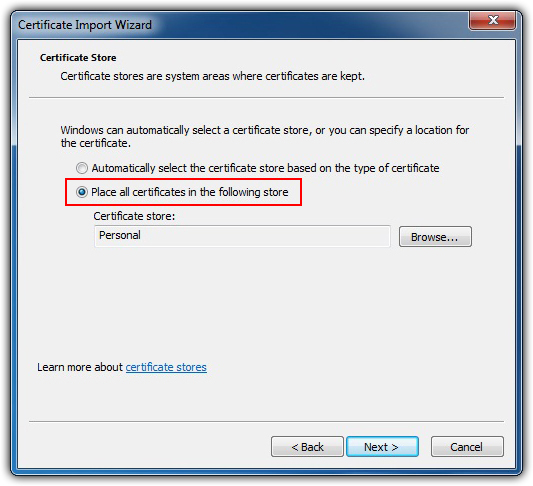 Certificate Import Wizard
Certificate Store
Certificate stores are system areas where certificates are kept.
Windows can automatically select a certificate store, or you can specify a location for
the certificate.
Automatically select the certificate store based on the type of certificate
Place all certificates in the following store
Certificate store:
Personal
Browse...
Learn more about certificate stores
< Back
Next >
Cancel